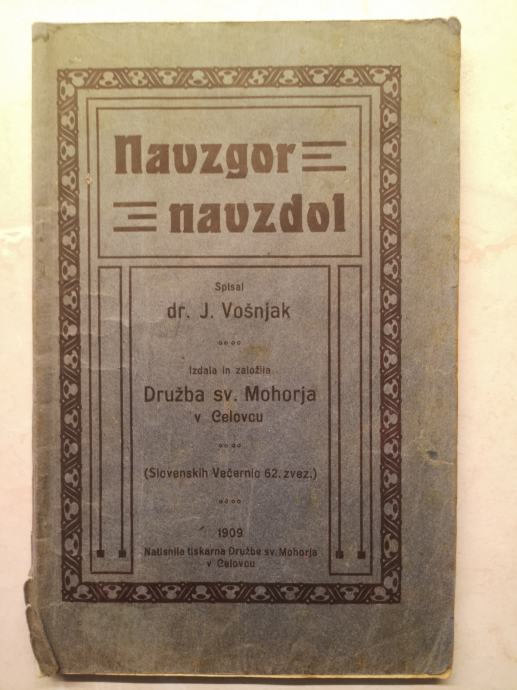 Navzgor
navzdol
Spisal
dr. J. Vošnjak
Izdala in založila
Družba sv. Mohorja
v Celovcu
(Slovenskih Večernic 62. zvez.)
1909
Natisnila tiskarna Družbe sv. Mohorja
v Celovcu